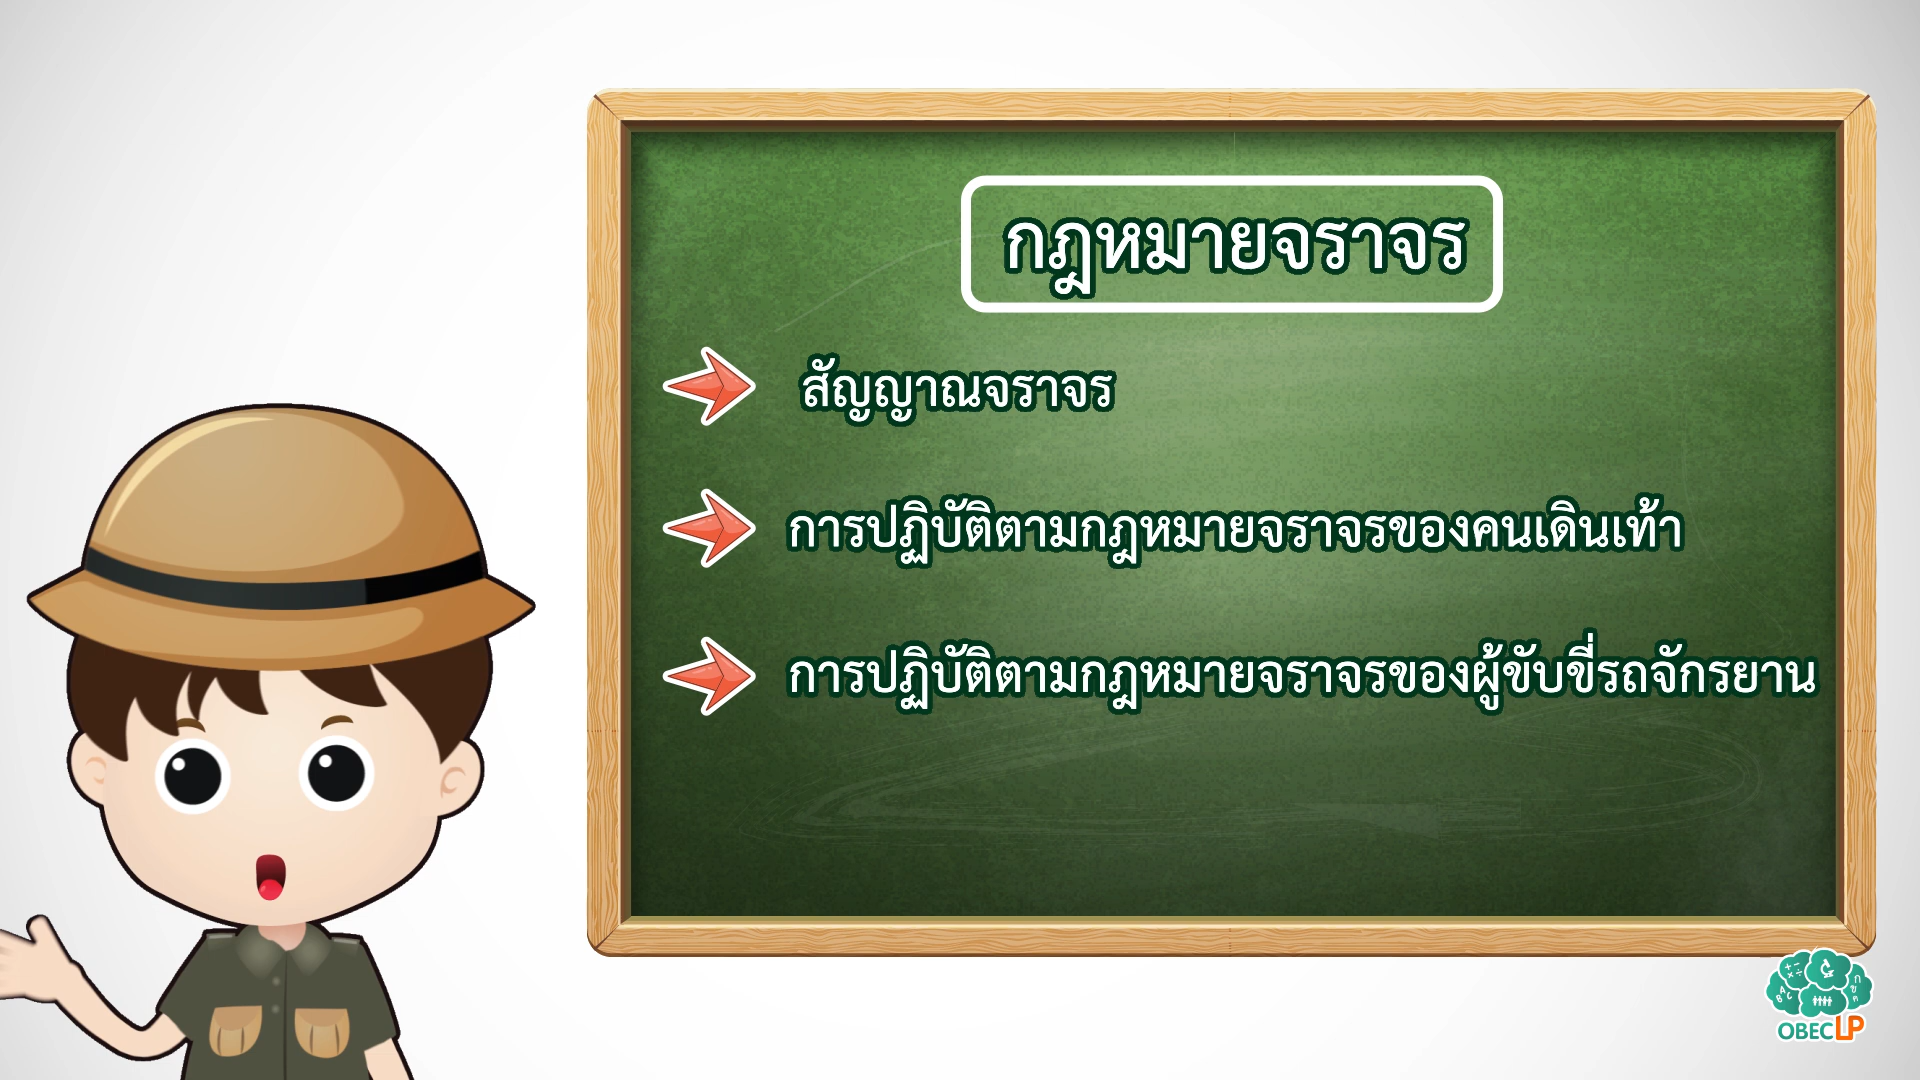 กฎหมายจราจร
สัญญาณจราจร
การปฏิบัติตามกฎหมายจราจรของคนเดินเท้า
การปฏิบัติตามกฎหมายจราจรของผู้ขับขี่รถจักรยาน
OBECLP